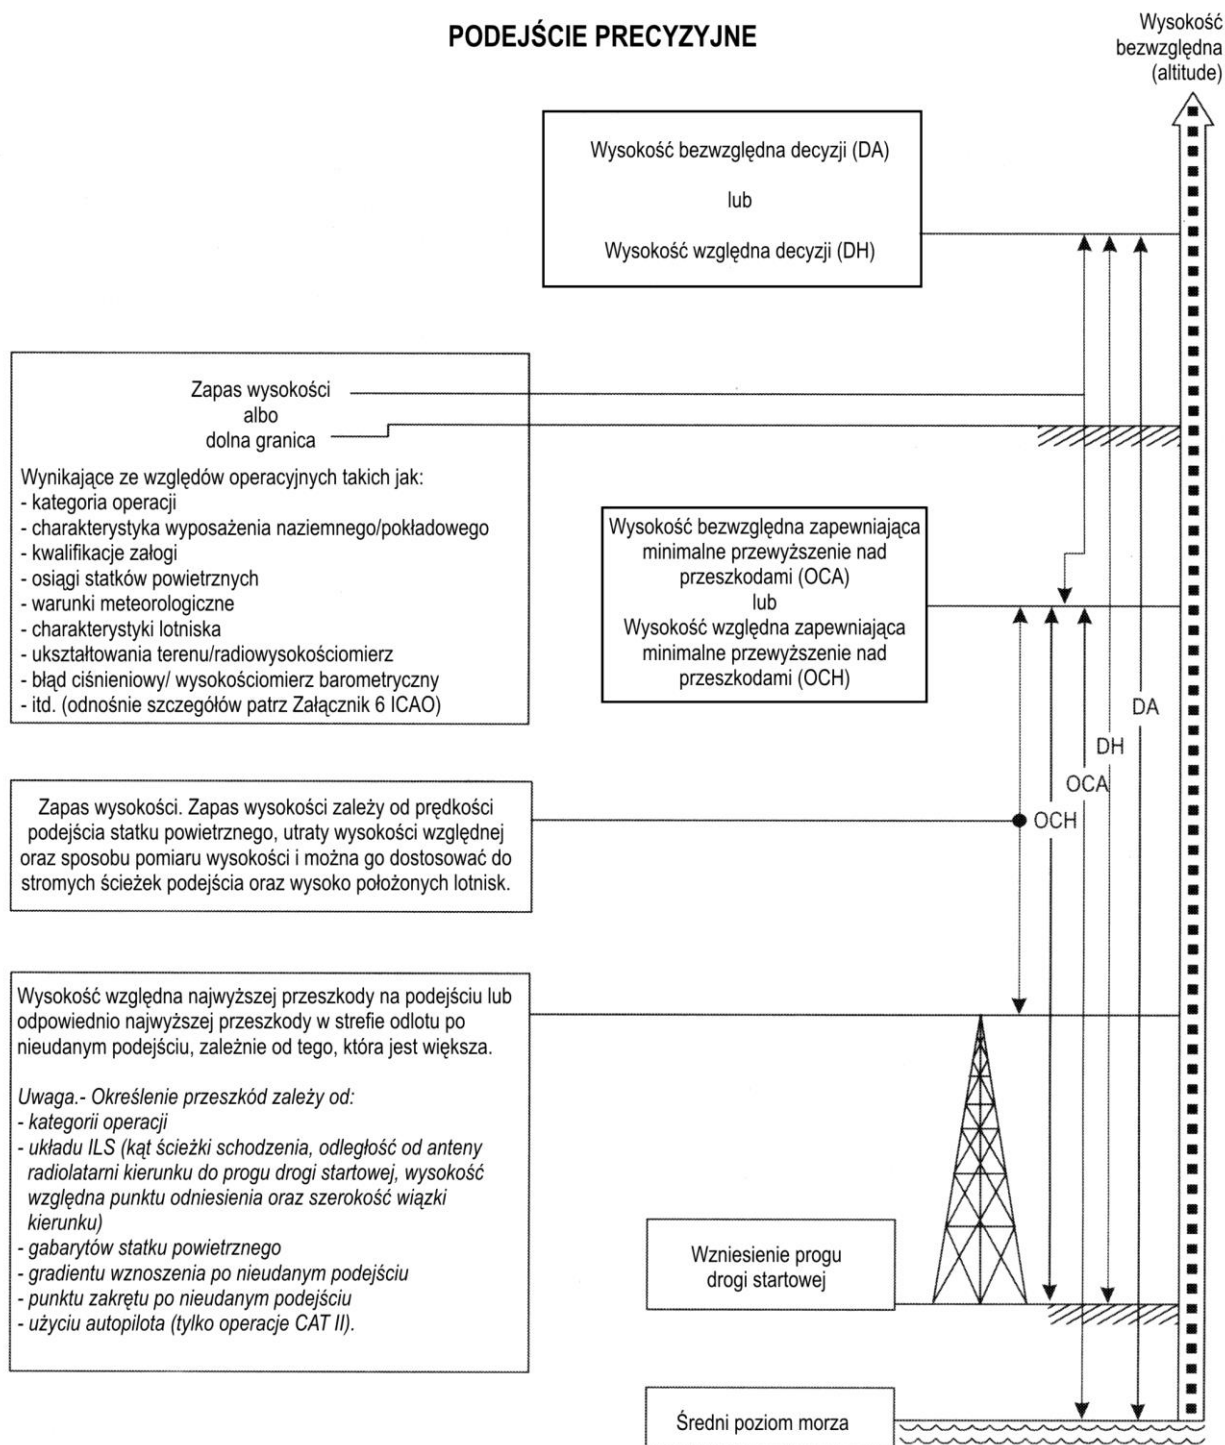 PODEJŚCIE PRECYZYJNE
Wysokość
bezwzględna
(altitude)
Wysokość bezwzględna decyzji (DA)
lub
Wysokość względna decyzji (DH)
Zapas wysokości
albo
dolna granica
Wynikające ze względów operacyjnych takich jak:
- kategoria operacji
- charakterystyka wyposażenia naziemnego/pokładowego
- kwalifikacje załogi
- osiągi statków powietrznych
- warunki meteorologiczne
- charakterystyki lotniska
- ukształtowania terenu/radiowysokościomierz
- błąd ciśnieniowy/ wysokościomierz barometryczny
- itd. (odnośnie szczegółów patrz Załącznik 6 ICAO)
Wysokość bezwzględna zapewniająca
minimalne przewyższenie nad
przeszkodami (OCA)
lub
Wysokość względna zapewniająca
minimalne przewyższenie nad
przeszkodami (OCH)
DA
DH
OCA
OCH
Zapas wysokości. Zapas wysokości zależy od prędkości
podejścia statku powietrznego, utraty wysokości względnej
oraz sposobu pomiaru wysokości i można go dostosować do
stromych ścieżek podejścia oraz wysoko położonych lotnisk.
Wysokość względna najwyższej przeszkody na podejściu lub
odpowiednio najwyższej przeszkody w strefie odlotu po
nieudanym podejściu, zależnie od tego, która jest większa.
Uwaga.- Określenie przeszkód zależy od:
- kategorii operacji
- układu ILS (kąt ścieżki schodzenia, odległość od anteny
radiolatarni kierunku do progu drogi startowej, wysokość
względna punktu odniesienia oraz szerokość wiązki
kierunku)
- gabarytów statku powietrznego
- gradientu wznoszenia po nieudanym podejściu
- punktu zakrętu po nieudanym podejściu
- użyciu autopilota (tylko operacje CAT II).
Wzniesienie progu
drogi startowej
Średni poziom morza